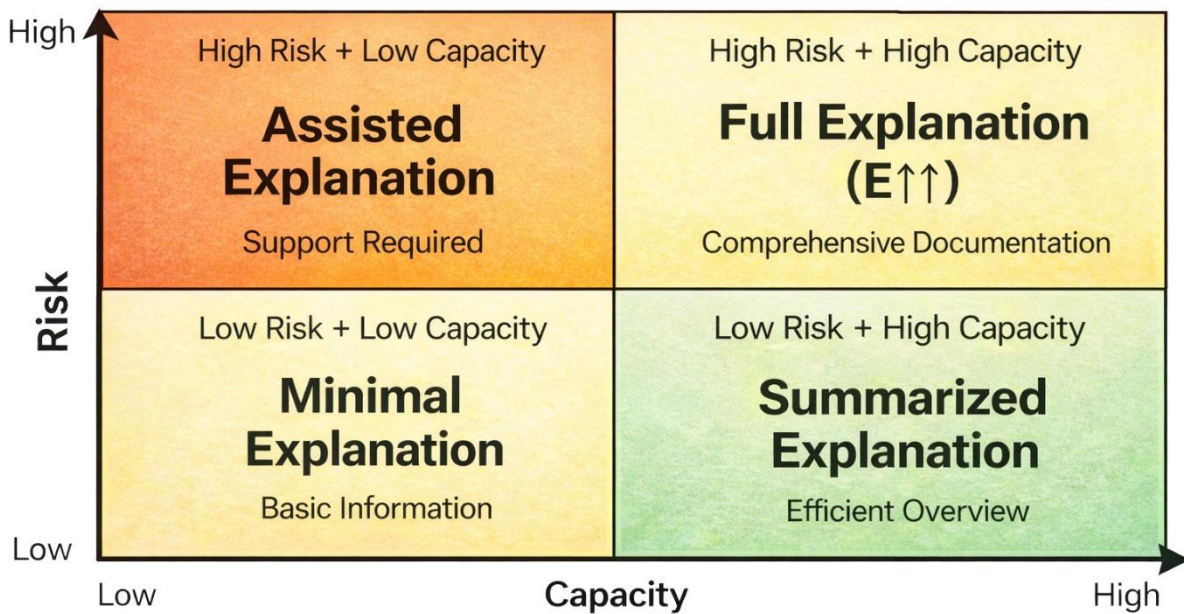 High
High Risk + Low Capacity
Assisted
Explanation
Support Required
High Risk + High Capacity
Full Explanation
(E↑↑)
Comprehensive Documentation
Risk
Low Risk + Low Capacity
Minimal
Explanation
Basic Information
Low Risk + High Capacity
Summarized
Explanation
Efficient Overview
Low
Low
Capacity
High